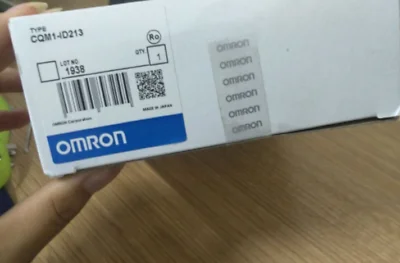 TYPE
CQM1-ID213
Ro
LOT NO.
QTY.
1938
1
MADE IN JAPAN
OMRON Corporation
OMRON
OMRON
OMRON
OMRON
OMRON
OMRON
OMRON